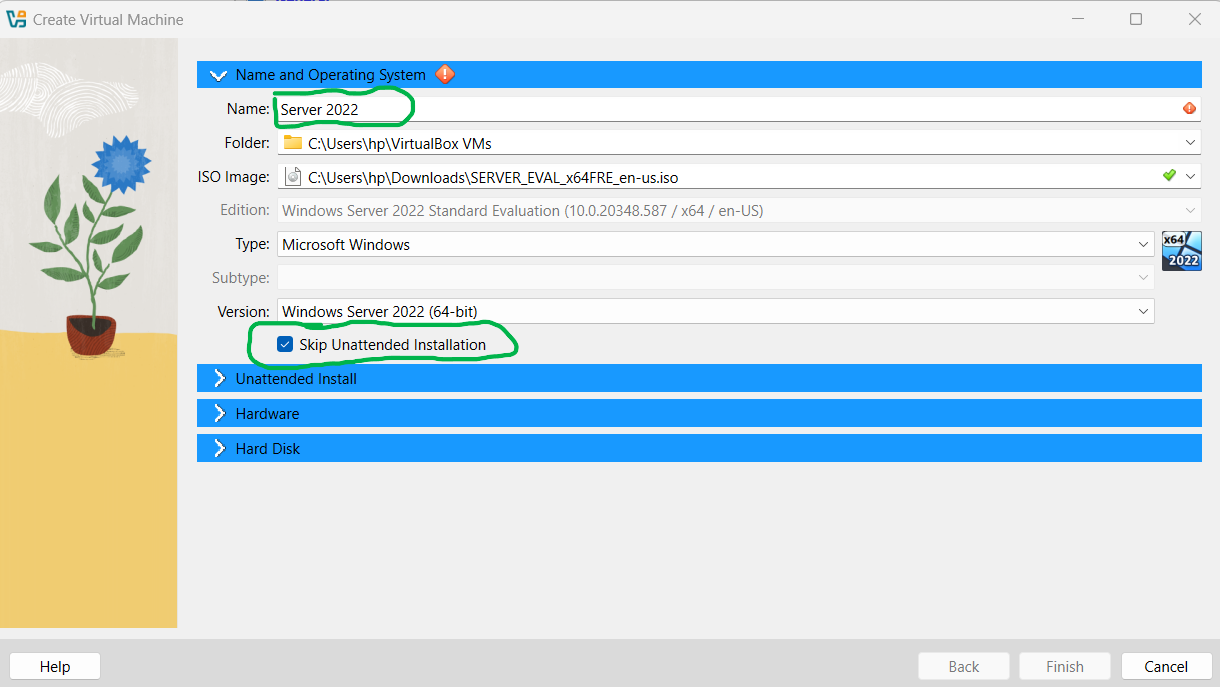 Create Virtual Machine
Name and Operating System
Name: Server 2022
Folder: C:\Users\hp\VirtualBox VMs
ISO Image: C:\Users\hp\Downloads\SERVER_EVAL_x64FRE_en-us.iso
Edition: Windows Server 2022 Standard Evaluation (10.0.20348.587 / x64 / en-US)
Type: Microsoft Windows
x64
2022
Subtype:
Version: Windows Server 2022 (64-bit)
Skip Unattended Installation
Unattended Install
Hardware
Hard Disk
Help Back Finish Cancel